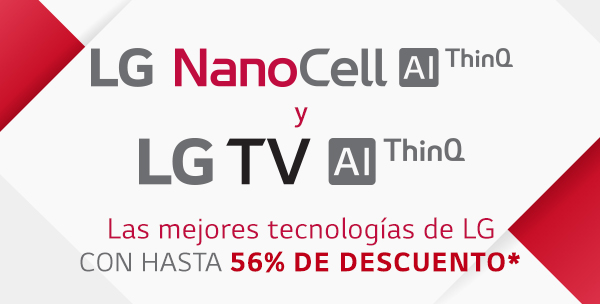 LG NanoCell AI ThinQ
y
LG TV AI ThinQ
Las mejores tecnologías de LG
CON HASTA 56% DE DESCUENTO*